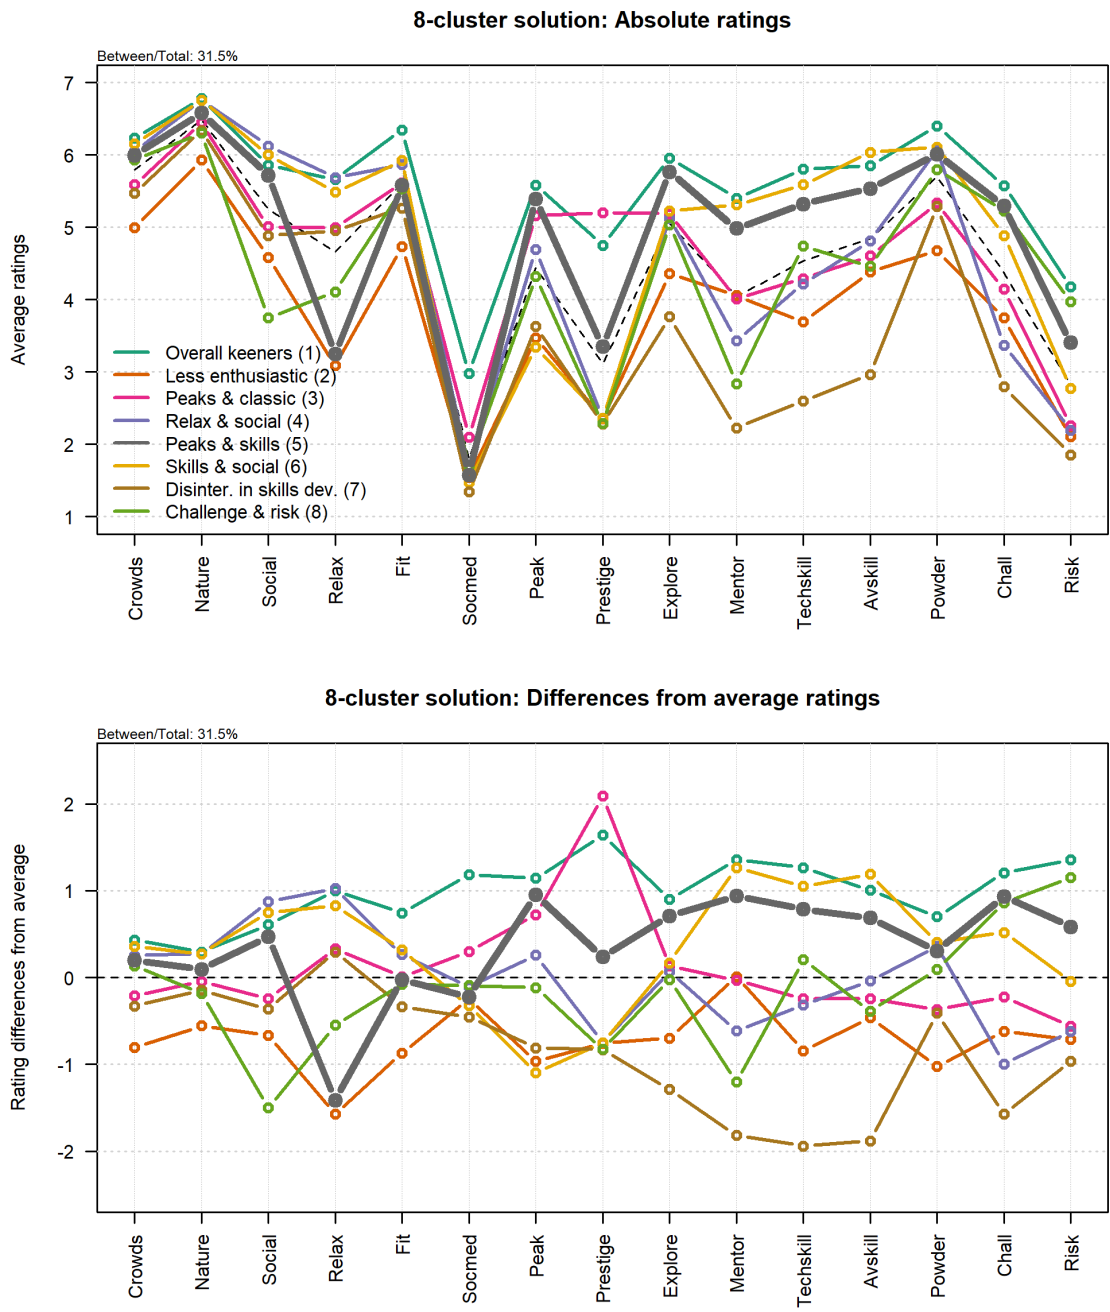 8-cluster solution: Absolute ratings
Between/Total: 31.5%
Average ratings
7
6
5
4
3
2
1
Overall keeners (1)
Less enthusiastic (2)
Peaks & classic (3)
Relax & social (4)
Peaks & skills (5)
Skills & social (6)
Disinter. in skills dev. (7)
Challenge & risk (8)
Crowds
Nature
Social
Relax
Fit
Socmed
Peak
Prestige
Explore
Mentor
Techskill
Avskill
Powder
Chall
Risk
8-cluster solution: Differences from average ratings
Between/Total: 31.5%
Rating differences from average
2
1
0
-1
-2
Crowds
Nature
Social
Relax
Fit
Socmed
Peak
Prestige
Explore
Mentor
Techskill
Avskill
Powder
Chall
Risk